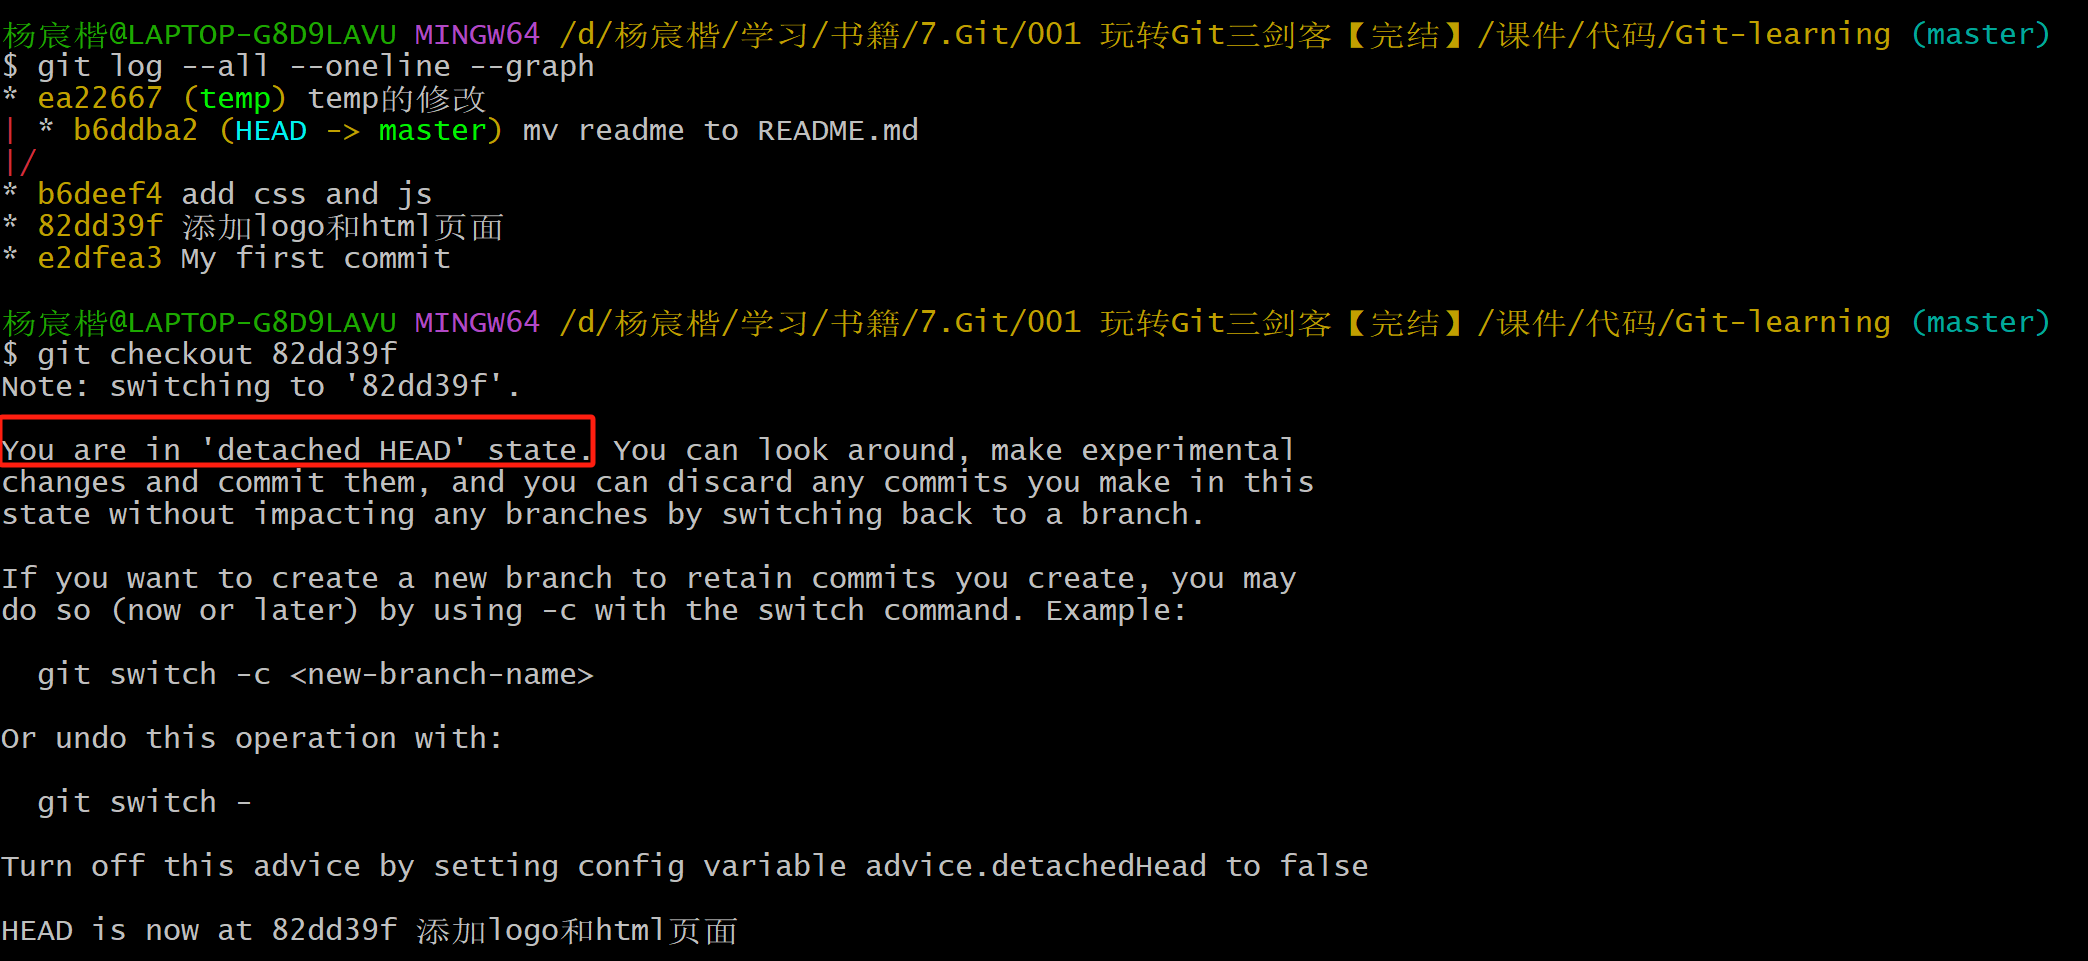 杨宸楷@LAPTOP-G8D9LAVU MINGW64 /d/杨宸楷/学习/书籍/7.Git/001 玩转Git三剑客【完结】/课件/代码/Git-learning (master)
$ git log --all --oneline --graph
* ea22667 (temp) temp的修改
| * b6ddba2 (HEAD -> master) mv readme to README.md
|/
* b6deef4 add css and js
* 82dd39f 添加logo和html页面
* e2dfea3 My first commit
杨宸楷@LAPTOP-G8D9LAVU MINGW64 /d/杨宸楷/学习/书籍/7.Git/001 玩转Git三剑客【完结】/课件/代码/Git-learning (master)
$ git checkout 82dd39f
Note: switching to '82dd39f'.
You are in 'detached HEAD' state. You can look around, make experimental
changes and commit them, and you can discard any commits you make in this
state without impacting any branches by switching back to a branch.
If you want to create a new branch to retain commits you create, you may
do so (now or later) by using -c with the switch command. Example:
  git switch -c <new-branch-name>
Or undo this operation with:
  git switch -
Turn off this advice by setting config variable advice.detachedHead to false
HEAD is now at 82dd39f 添加logo和html页面